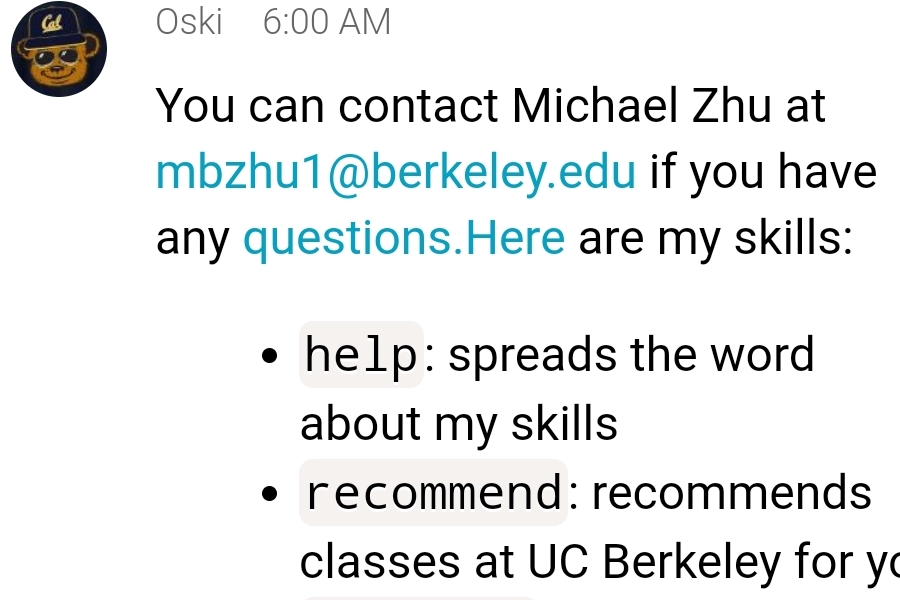 Cal
Oski 6:00 AM
You can contact Michael Zhu at
mbzhu1@berkeley.edu if you have
any questions.Here are my skills:
• help: spreads the word
about my skills
• recommend: recommends
classes at UC Berkeley for yo